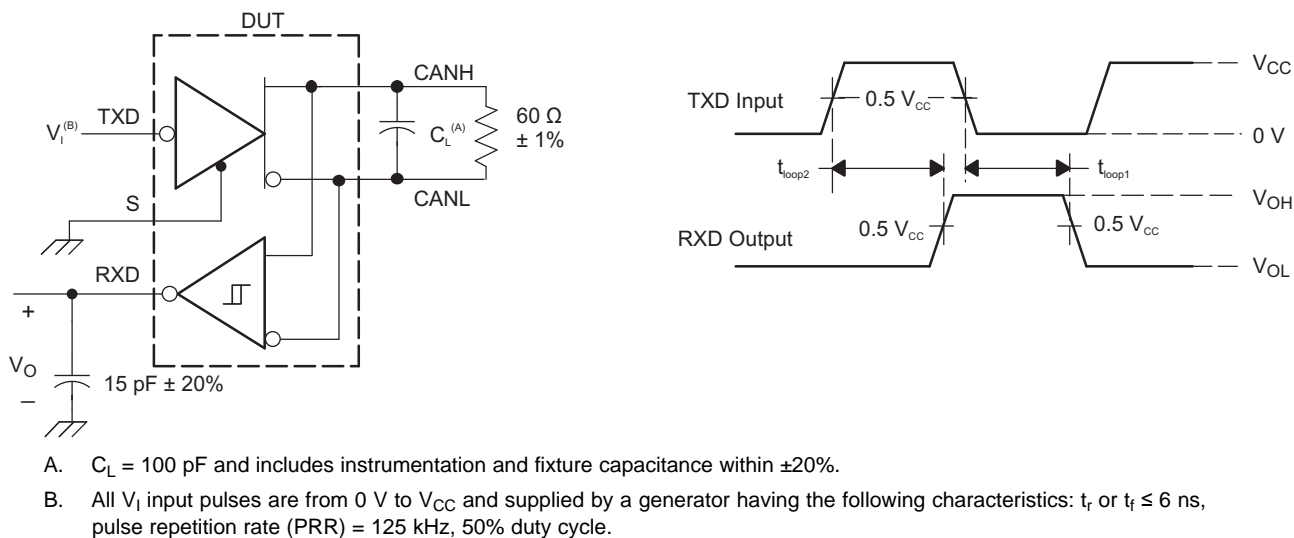 DUT
TXD
V_I^(B)
S
RXD
+
V_O
–
15 pF ± 20%
CANH
C_L^(A)
60 Ω
± 1%
CANL
TXD Input
0.5 V_CC
V_CC
0 V
t_loop2
t_loop1
RXD Output
0.5 V_CC
0.5 V_CC
V_OH
V_OL
A. C_L = 100 pF and includes instrumentation and fixture capacitance within ±20%.
B. All V_I input pulses are from 0 V to V_CC and supplied by a generator having the following characteristics: t_r or t_f ≤ 6 ns,
pulse repetition rate (PRR) = 125 kHz, 50% duty cycle.